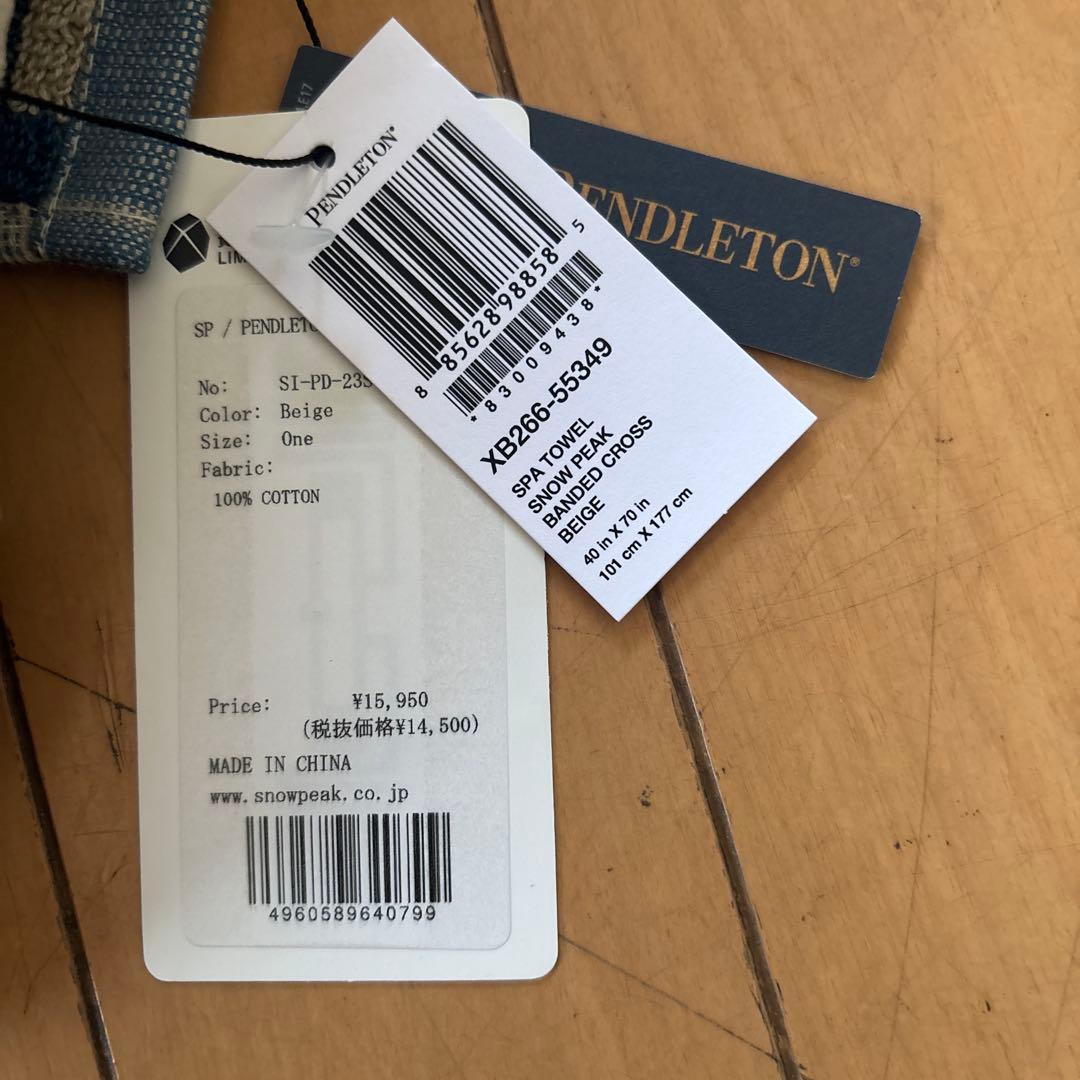 PENDLETON®
8 85628 98858 5
*83009438*
XB266-55349
SPA TOWEL
SNOW PEAK
BANDED CROSS
BEIGE
40 in X 70 in
101 cm X 177 cm
PENDLETON®
E17
SP / PENDLETO
No: SI-PD-23S
Color: Beige
Size: One
Fabric:
100% COTTON
Price: ¥15,950
(税抜価格¥14,500)
MADE IN CHINA
www.snowpeak.co.jp
4960589640799